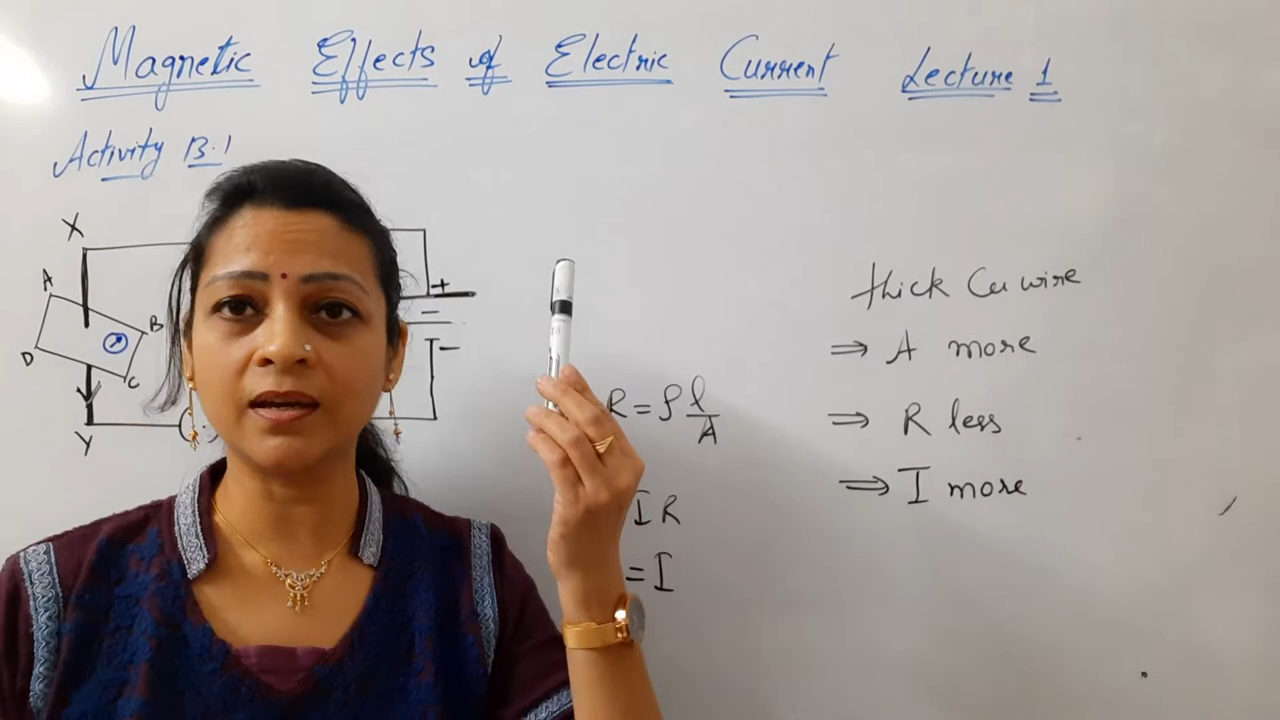 Magnetic Effects of Electric Current Lecture 1
Activity 13.1
X
A
B
D
C
Y
+
-
R = ρ l/A
IR
= I
thick Cu wire
⇒ A more
⇒ R less
⇒ I more